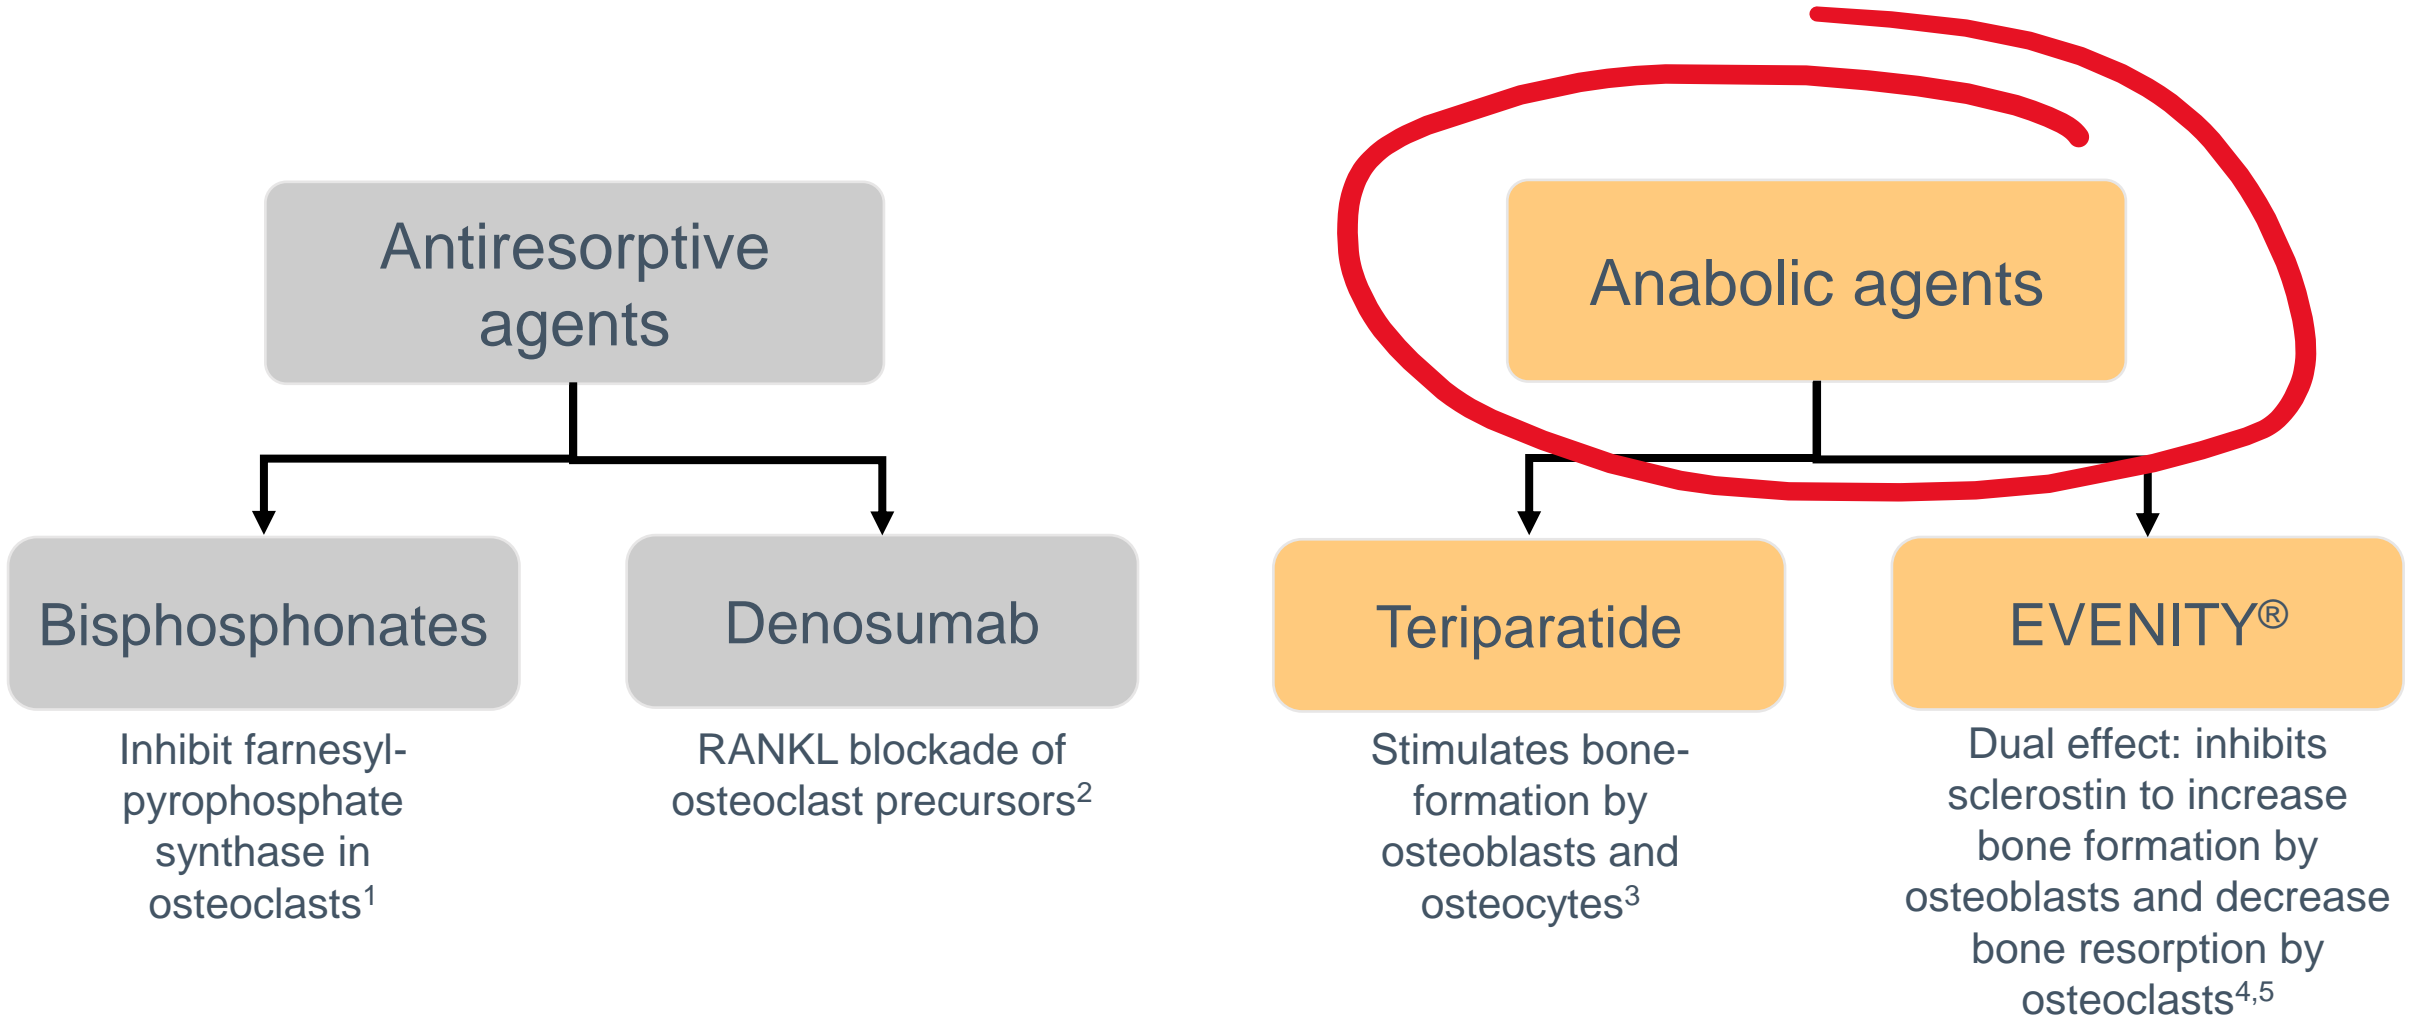 Antiresorptive
agents
Anabolic agents
Bisphosphonates
Denosumab
Teriparatide
EVENITY®
Inhibit farnesyl-
pyrophosphate
synthase in
osteoclasts1
RANKL blockade of
osteoclast precursors2
Stimulates bone-
formation by
osteoblasts and
osteocytes3
Dual effect: inhibits
sclerostin to increase
bone formation by
osteoblasts and decrease
bone resorption by
osteoclasts4,5